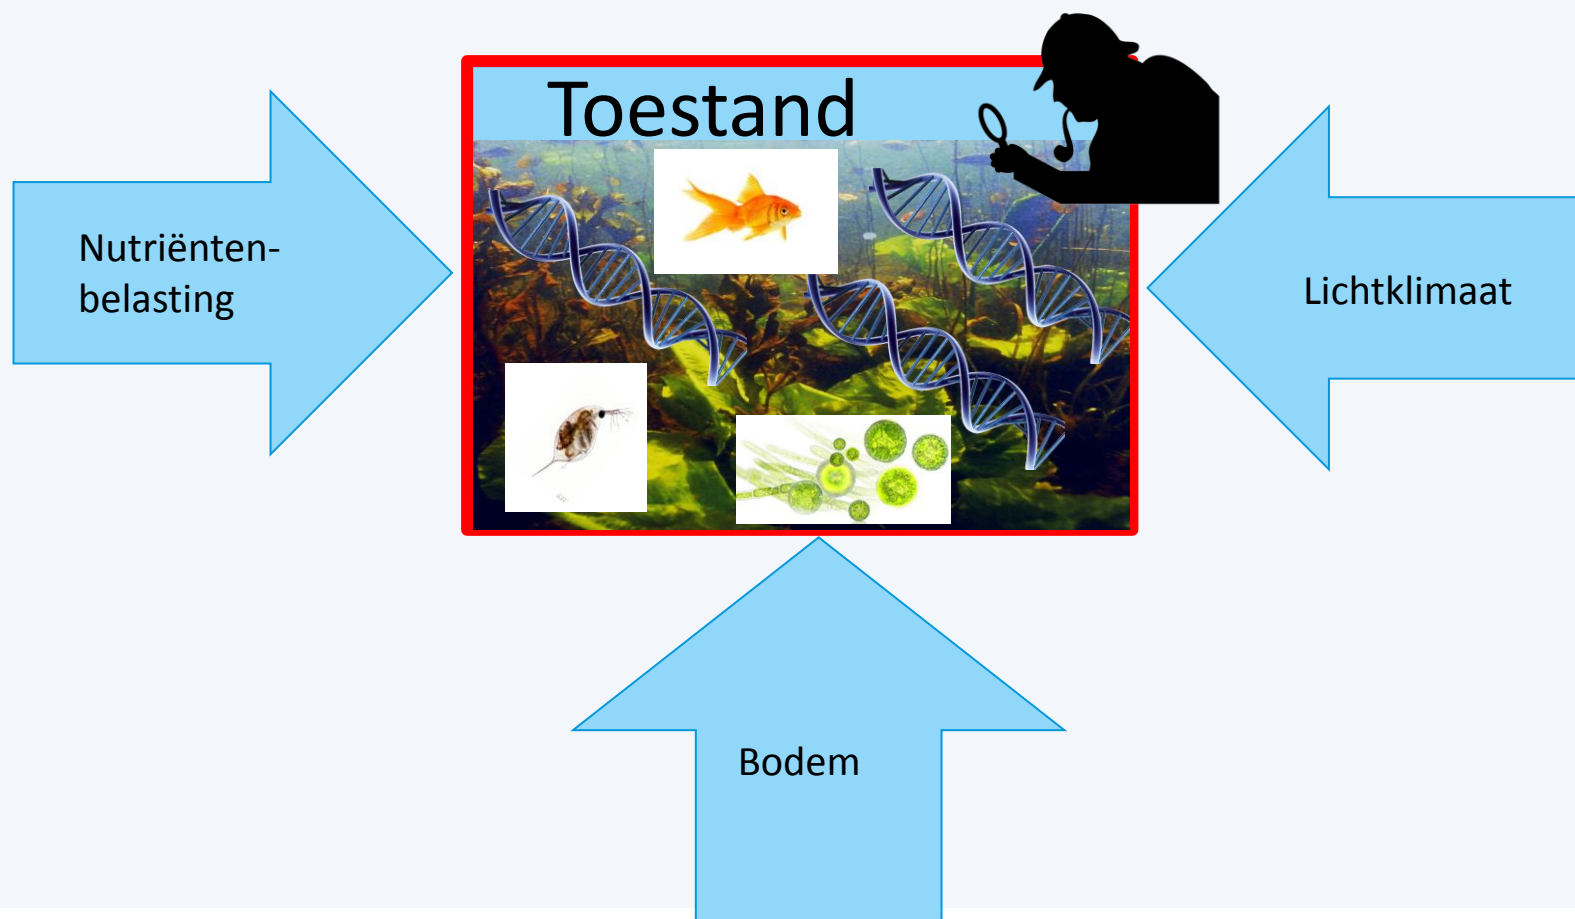 Toestand
Nutriënten-
belasting
Lichtklimaat
Bodem